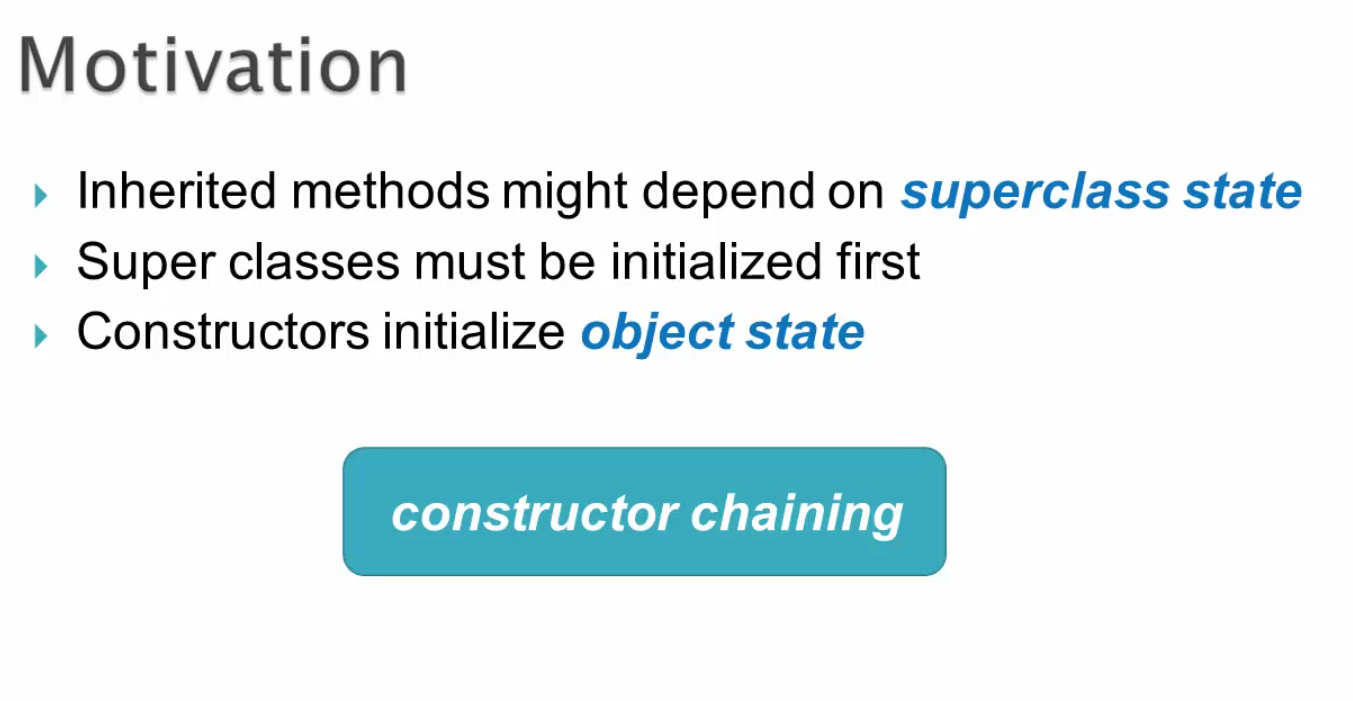 Motivation
Inherited methods might depend on superclass state
Super classes must be initialized first
Constructors initialize object state
constructor chaining